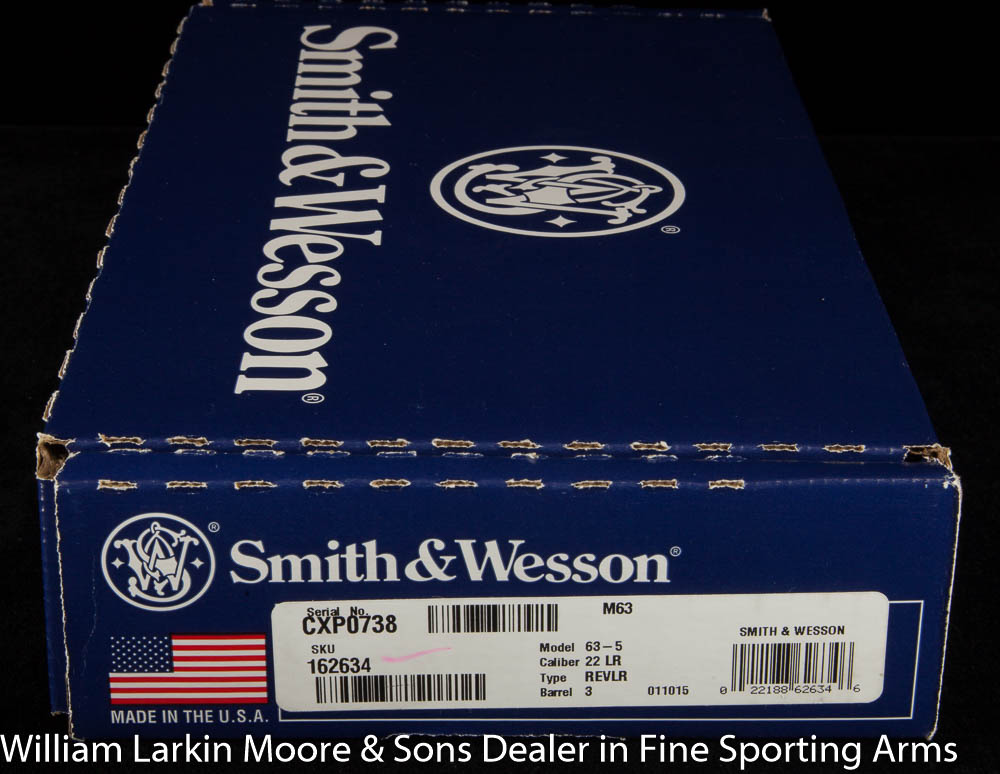 Smith & Wesson®
®
®
Smith & Wesson®
Serial No.
CXP0738
M63
SKU
162634
Model 63-5
Caliber 22 LR
Type REVLR
Barrel 3
011015
SMITH & WESSON
0 22188 62634 6
MADE IN THE U.S.A.
William Larkin Moore & Sons Dealer in Fine Sporting Arms